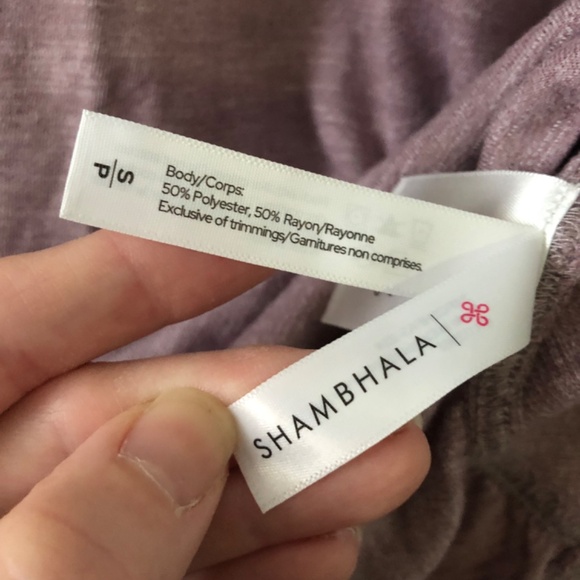 S|P
Body/Corps:
50% Polyester, 50% Rayon/Rayonne
Exclusive of trimmings/Garnitures non comprises.
SHAMBHALA |